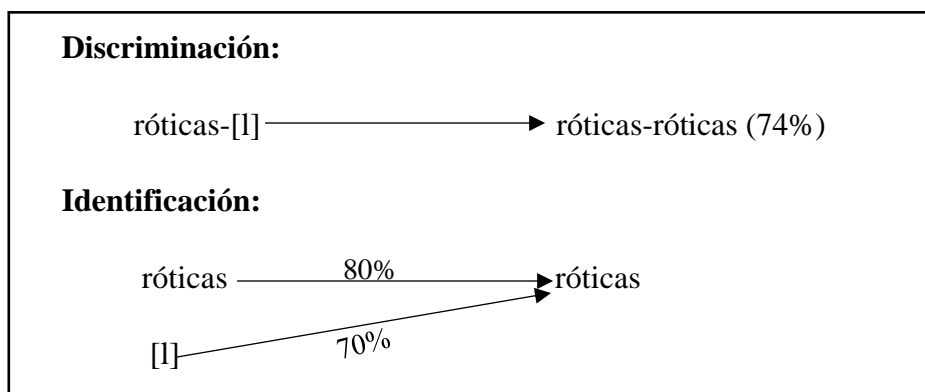 Discriminación:
róticas-[l] róticas-róticas (74%)
Identificación:
róticas 80% róticas
[l] 70%